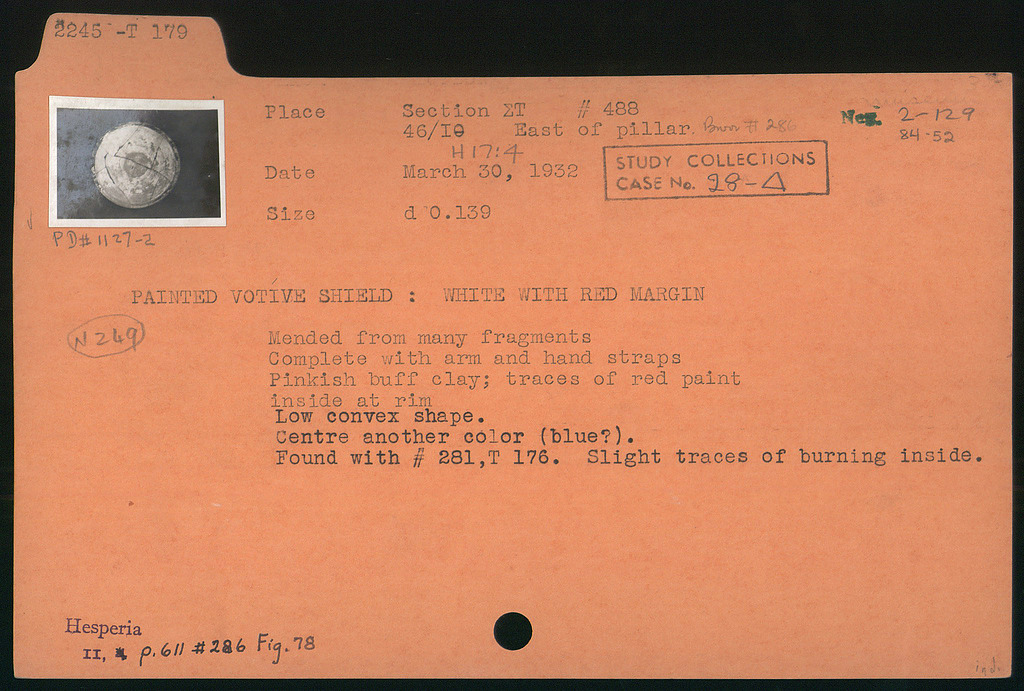 2245 -T 179
Place Section ΣΤ # 488
46/ΙΘ East of pillar. # 286
H 17:4
Date March 30, 1932
Size d 0.139
Neg. 2-129
84-52
STUDY COLLECTIONS
CASE No. 28-Δ
PD# 1127-2
PAINTED VOTIVE SHIELD : WHITE WITH RED MARGIN
N 249
Mended from many fragments
Complete with arm and hand straps
Pinkish buff clay; traces of red paint
inside at rim
Low convex shape.
Centre another color (blue?).
Found with # 281,T 176. Slight traces of burning inside.
Hesperia
II, p. 611 #286 Fig. 78